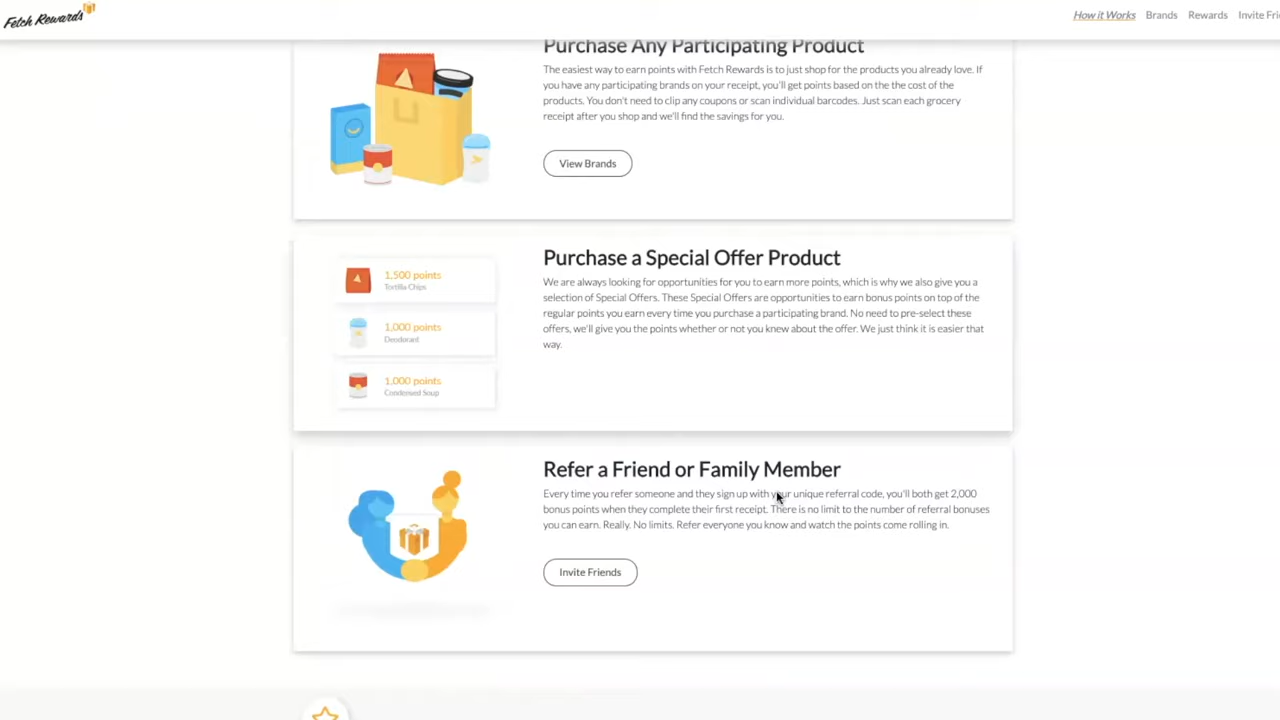 Fetch Rewards
How it Works
Brands
Rewards
Invite Fri
Purchase Any Participating Product
The easiest way to earn points with Fetch Rewards is to just shop for the products you already love. If
you have any participating brands on your receipt, you'll get points based on the the cost of the
products. You don't need to clip any coupons or scan individual barcodes. Just scan each grocery
receipt after you shop and we'll find the savings for you.
View Brands
1,500 points
Tortilla Chips
1,000 points
Deodorant
1,000 points
Condensed Soup
Purchase a Special Offer Product
We are always looking for opportunities for you to earn more points, which is why we also give you a
selection of Special Offers. These Special Offers are opportunities to earn bonus points on top of the
regular points you earn every time you purchase a participating brand. No need to pre-select these
offers, we'll give you the points whether or not you knew about the offer. We just think it is easier that
way.
Refer a Friend or Family Member
Every time you refer someone and they sign up with your unique referral code, you'll both get 2,000
bonus points when they complete their first receipt. There is no limit to the number of referral bonuses
you can earn. Really. No limits. Refer everyone you know and watch the points come rolling in.
Invite Friends